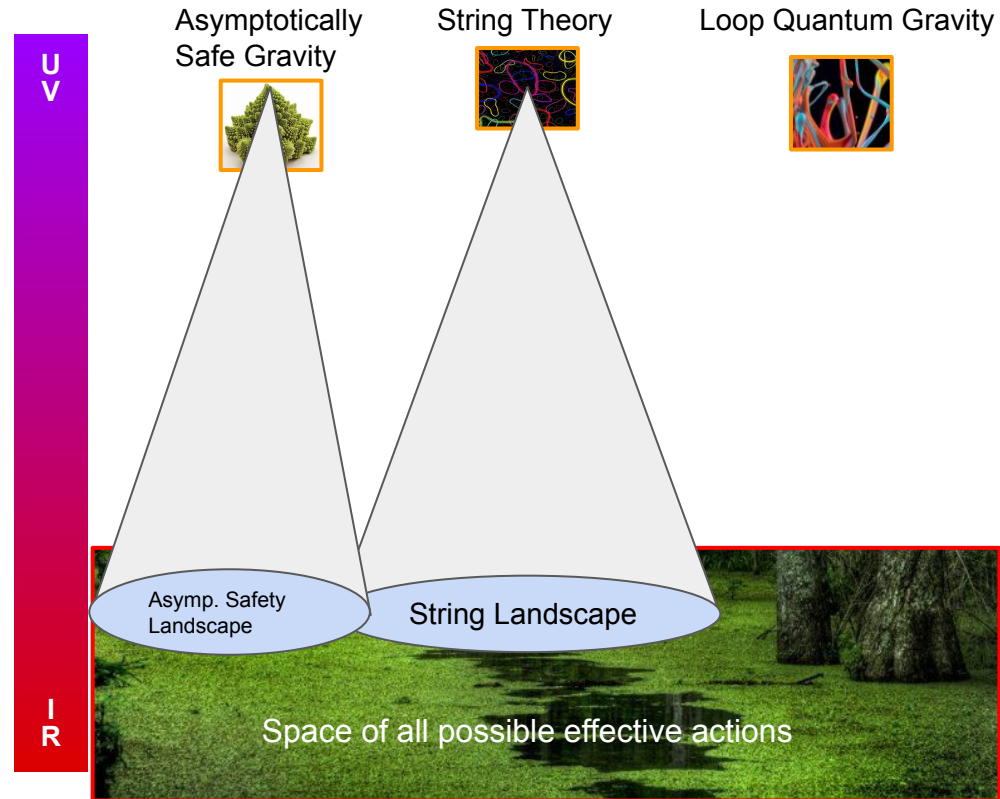 Asymptotically
Safe Gravity
String Theory
Loop Quantum Gravity
U
V
Asymp. Safety
Landscape
String Landscape
I
R
Space of all possible effective actions